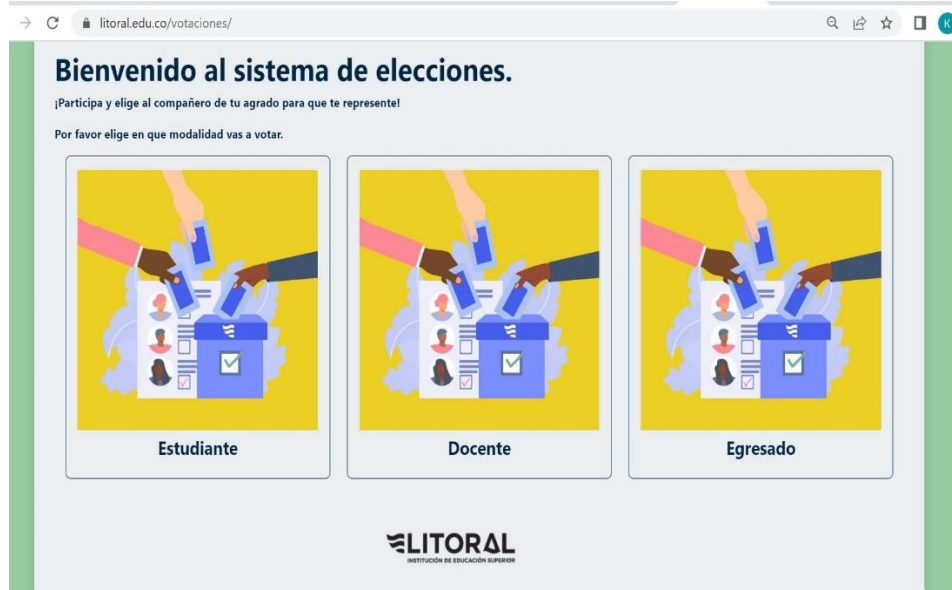 litoral.edu.co/votaciones/
K
Bienvenido al sistema de elecciones.
¡Participa y elige al compañero de tu agrado para que te represente!
Por favor elige en que modalidad vas a votar.
Estudiante
Docente
Egresado
LITORAL
INSTITUCIÓN DE EDUCACIÓN SUPERIOR